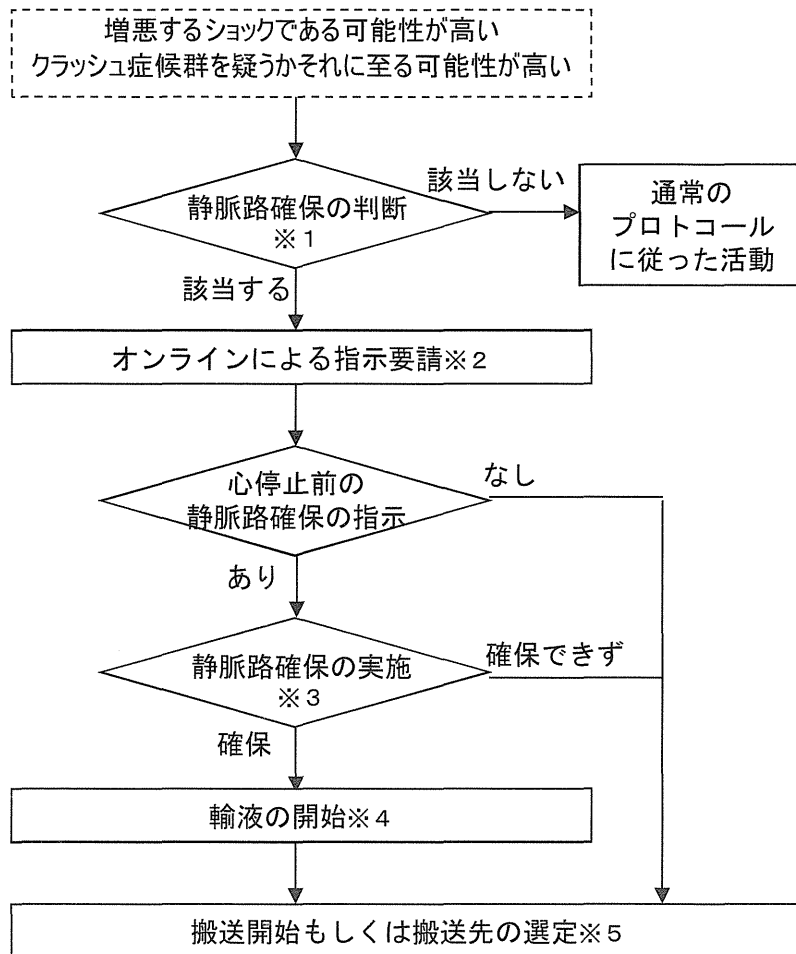 増悪するショックである可能性が高い
クラッシュ症候群を疑うかそれに至る可能性が高い
静脈路確保の判断
※1
該当しない
通常の
プロトコール
に従った活動
該当する
オンラインによる指示要請※2
心停止前の
静脈路確保の指示
なし
あり
静脈路確保の実施
※3
確保できず
確保
輸液の開始※4
搬送開始もしくは搬送先の選定※5